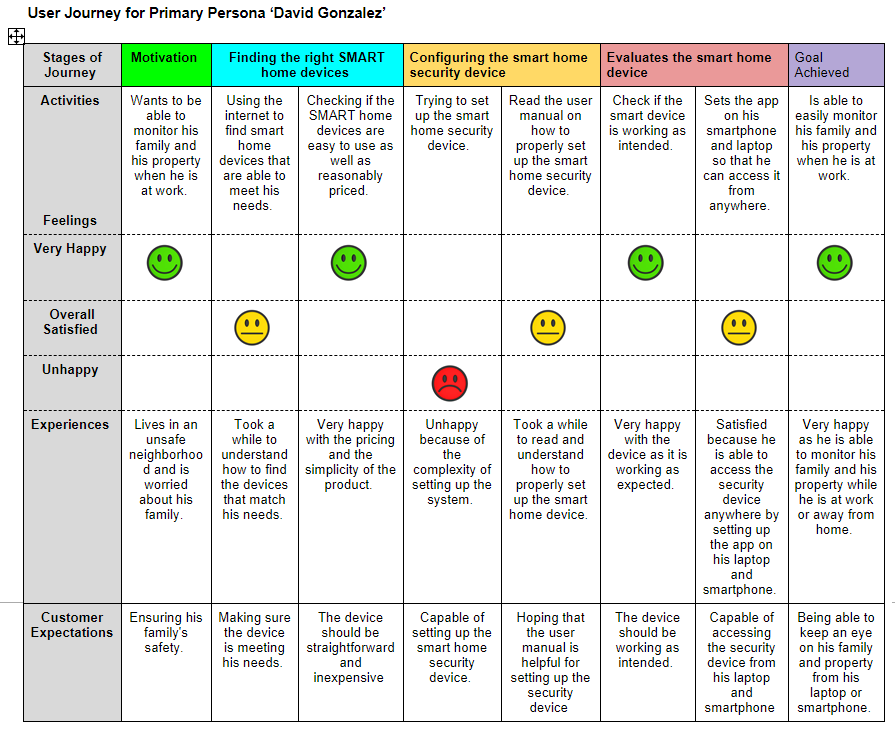 User Journey for Primary Persona ‘David Gonzalez’
Stages of
Journey
Motivation
Finding the right SMART
home devices
Configuring the smart home
security device
Evaluates the smart home
device
Goal
Achieved
Activities
Feelings
Wants to be
able to
monitor his
family and
his property
when he is
at work.
Using the
internet to
find smart
home
devices that
are able to
meet his
needs.
Checking if the
SMART home
devices are
easy to use as
well as
reasonably
priced.
Trying to set
up the smart
home security
device.
Read the user
manual on
how to
properly set
up the smart
home security
device.
Check if the
smart device
is working as
intended.
Sets the app
on his
smartphone
and laptop
so that he
can access it
from
anywhere.
Is able to
easily monitor
his family and
his property
when he is at
work.
Very Happy
Overall
Satisfied
Unhappy
Experiences
Lives in an
unsafe
neighborhoo
d and is
worried
about his
family.
Took a
while to
understand
how to find
the devices
that match
his needs.
Very happy
with the pricing
and the
simplicity of the
product.
Unhappy
because of
the
complexity of
setting up the
system.
Took a while
to read and
understand
how to
properly set
up the smart
home device.
Very happy
with the
device as it is
working as
expected.
Satisfied
because he
is able to
access the
security
device
anywhere by
setting up
the app on
his laptop
and
smartphone.
Very happy
as he is able
to monitor his
family and his
property while
he is at work
or away from
home.
Customer
Expectations
Ensuring his
family's
safety.
Making sure
the device
is meeting
his needs.
The device
should be
straightforward
and
inexpensive
Capable of
setting up the
smart home
security
device.
Hoping that
the user
manual is
helpful for
setting up the
security
device
The device
should be
working as
intended.
Capable of
accessing
the security
device from
his laptop
and
smartphone
Being able to
keep an eye
on his family
and property
from his
laptop or
smartphone.